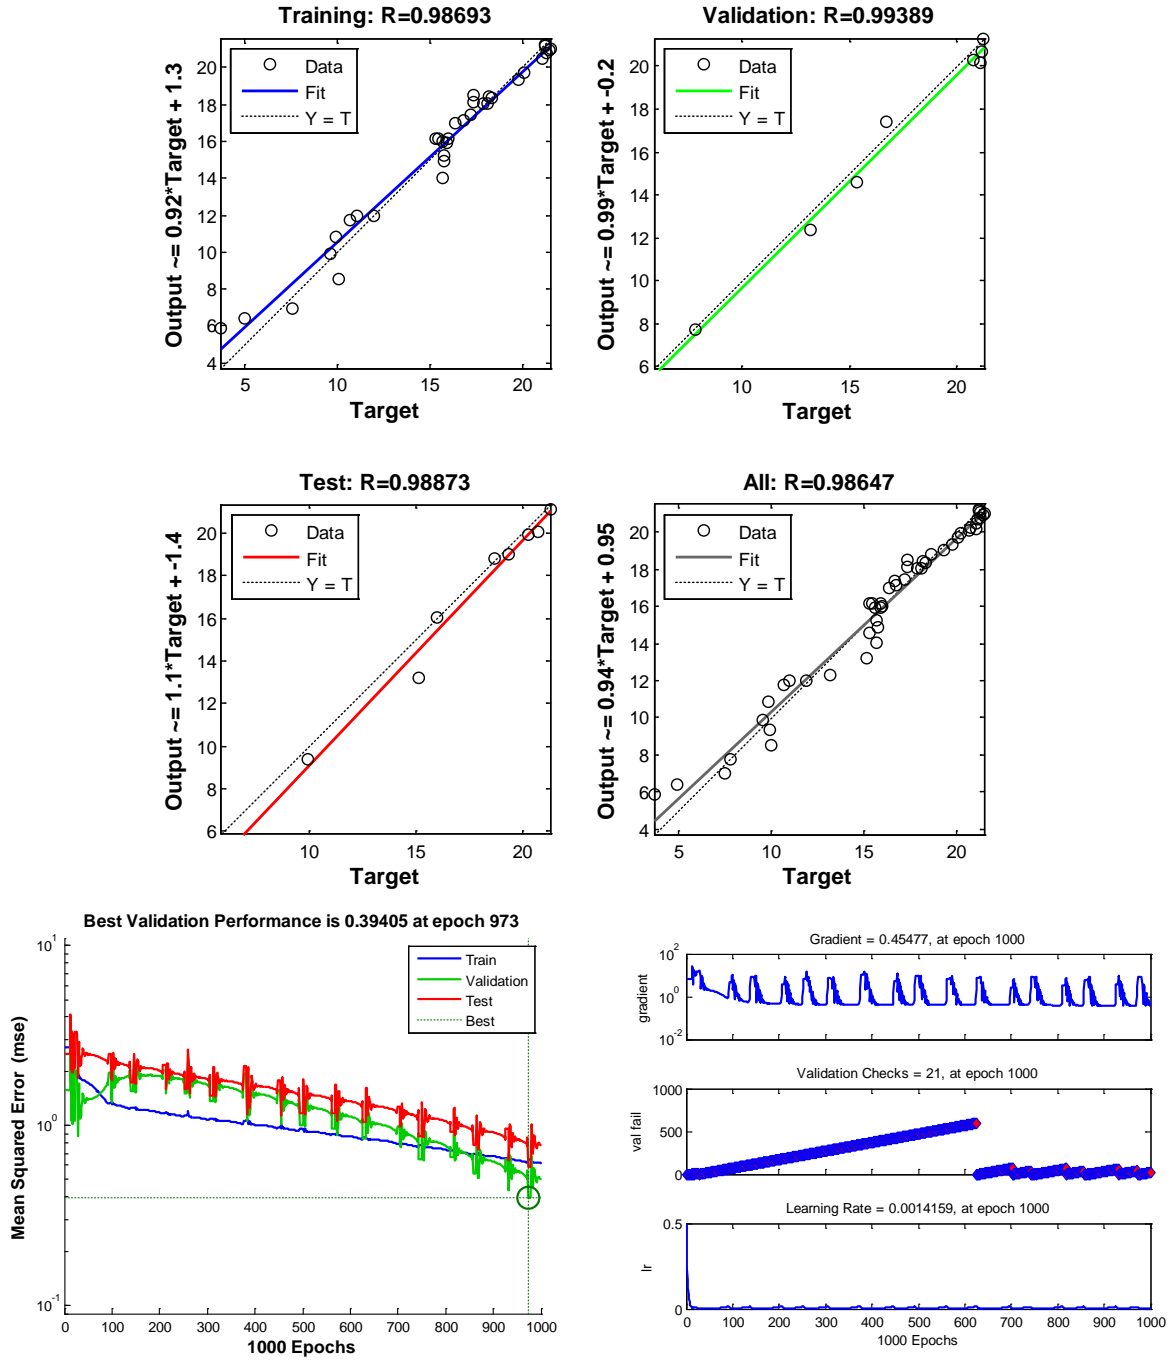 Training: R=0.98693
Output ~= 0.92*Target + 1.3
Data
Fit
Y = T
20
18
16
14
12
10
8
6
4
5 10 15 20
Target
Validation: R=0.99389
Output ~= 0.99*Target + -0.2
Data
Fit
Y = T
20
18
16
14
12
10
8
6
10 15 20
Target
Test: R=0.98873
Output ~= 1.1*Target + -1.4
Data
Fit
Y = T
20
18
16
14
12
10
8
6
10 15 20
Target
All: R=0.98647
Output ~= 0.94*Target + 0.95
Data
Fit
Y = T
20
18
16
14
12
10
8
6
4
5 10 15 20
Target
Best Validation Performance is 0.39405 at epoch 973
Mean Squared Error (mse)
Train
Validation
Test
Best
10^1
10^0
10^-1
0 100 200 300 400 500 600 700 800 900 1000
1000 Epochs
Gradient = 0.45477, at epoch 1000
gradient
10^2
10^0
10^-2
Validation Checks = 21, at epoch 1000
val fail
1000
500
0
Learning Rate = 0.0014159, at epoch 1000
lr
0.5
0
0 100 200 300 400 500 600 700 800 900 1000
1000 Epochs